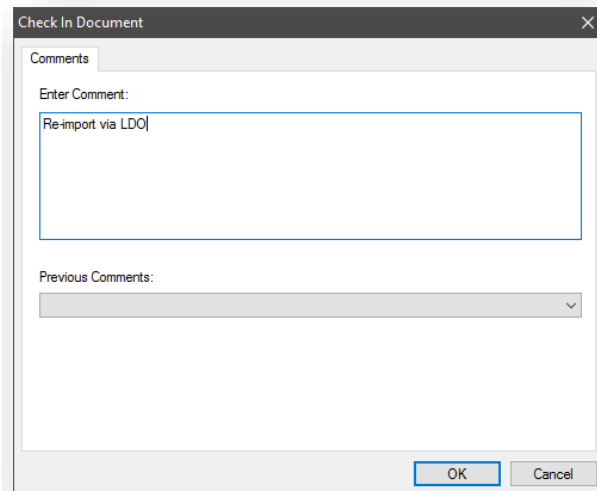 Check In Document
Comments
Enter Comment:
Re-import via LDO
Previous Comments:
OK Cancel